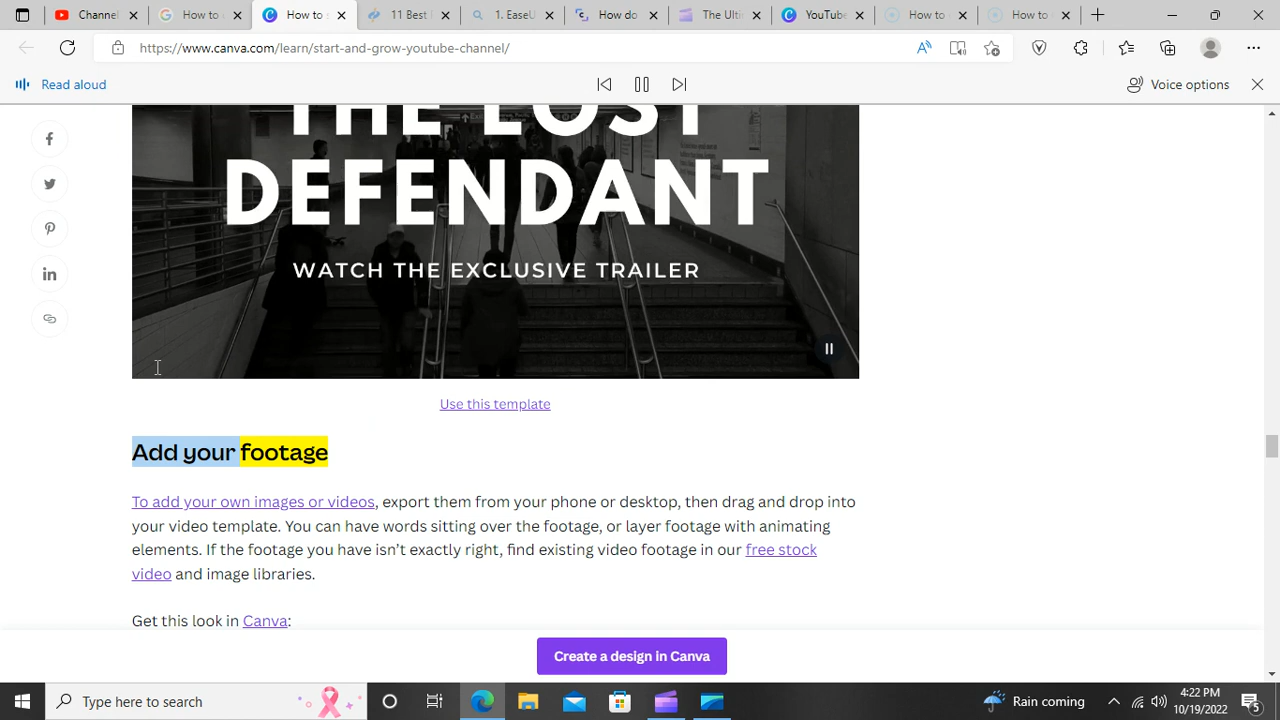 Channel
How to
How to s
11 Best
1. EaseU
How do
The Ulti
YouTube
How to
How to
https://www.canva.com/learn/start-and-grow-youtube-channel/
Read aloud
Voice options
THE LOST
DEFENDANT
WATCH THE EXCLUSIVE TRAILER
Use this template
Add your footage
To add your own images or videos, export them from your phone or desktop, then drag and drop into
your video template. You can have words sitting over the footage, or layer footage with animating
elements. If the footage you have isn't exactly right, find existing video footage in our free stock
video and image libraries.
Get this look in Canva:
Create a design in Canva
Type here to search
Rain coming
4:22 PM
10/19/2022
5